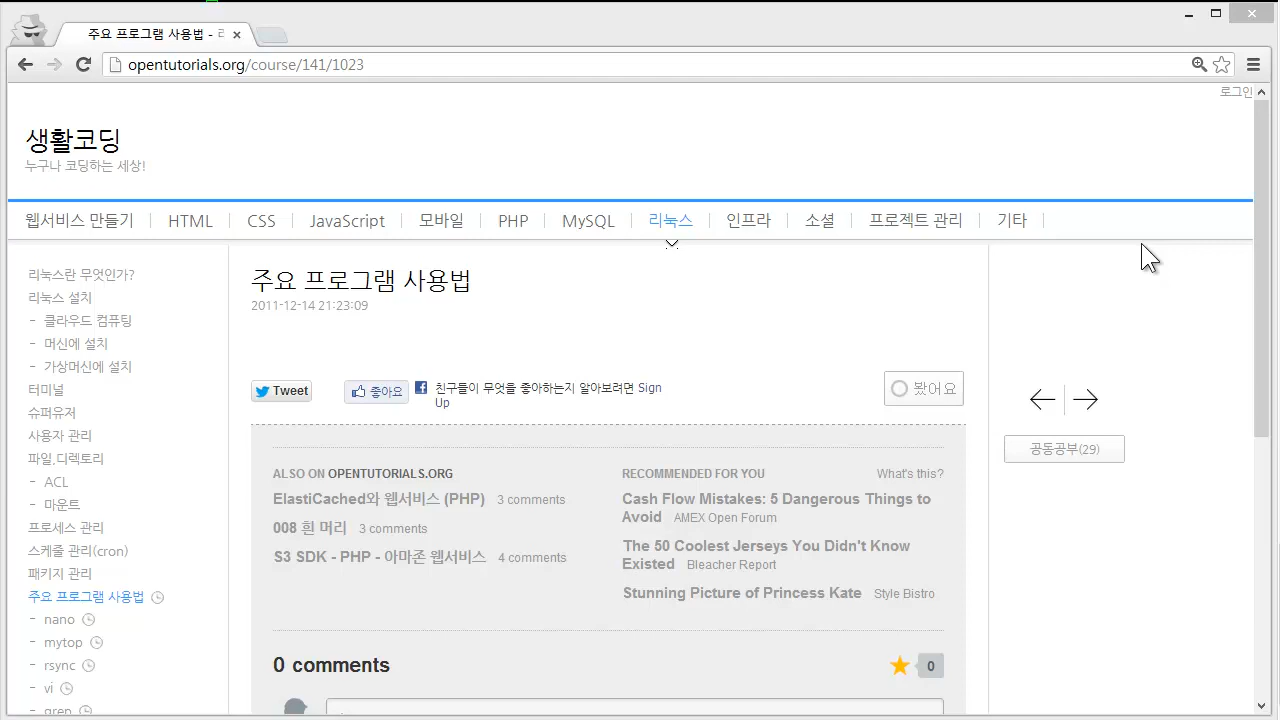 주요 프로그램 사용법 - 
opentutorials.org/course/141/1023
로그인
생활코딩
누구나 코딩하는 세상!
웹서비스 만들기 HTML CSS JavaScript 모바일 PHP MySQL 리눅스 인프라 소셜 프로젝트 관리 기타
리눅스란 무엇인가?
리눅스 설치
- 클라우드 컴퓨팅
- 머신에 설치
- 가상머신에 설치
터미널
슈퍼유저
사용자 관리
파일,디렉토리
- ACL
- 마운트
프로세스 관리
스케줄 관리(cron)
패키지 관리
주요 프로그램 사용법
- nano
- mytop
- rsync
- vi
- grep
주요 프로그램 사용법
2011-12-14 21:23:09
Tweet
좋아요
친구들이 무엇을 좋아하는지 알아보려면 Sign
Up
봤어요
ALSO ON OPENTUTORIALS.ORG
ElastiCached와 웹서비스 (PHP) 3 comments
008 흰 머리 3 comments
S3 SDK - PHP - 아마존 웹서비스 4 comments
RECOMMENDED FOR YOU What's this?
Cash Flow Mistakes: 5 Dangerous Things to
Avoid AMEX Open Forum
The 50 Coolest Jerseys You Didn't Know
Existed Bleacher Report
Stunning Picture of Princess Kate Style Bistro
0 comments
0
공동공부(29)